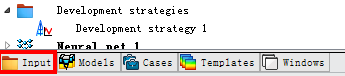 Development strategies
Development strategy 1
Neural net 1
Input Models Cases Templates Windows